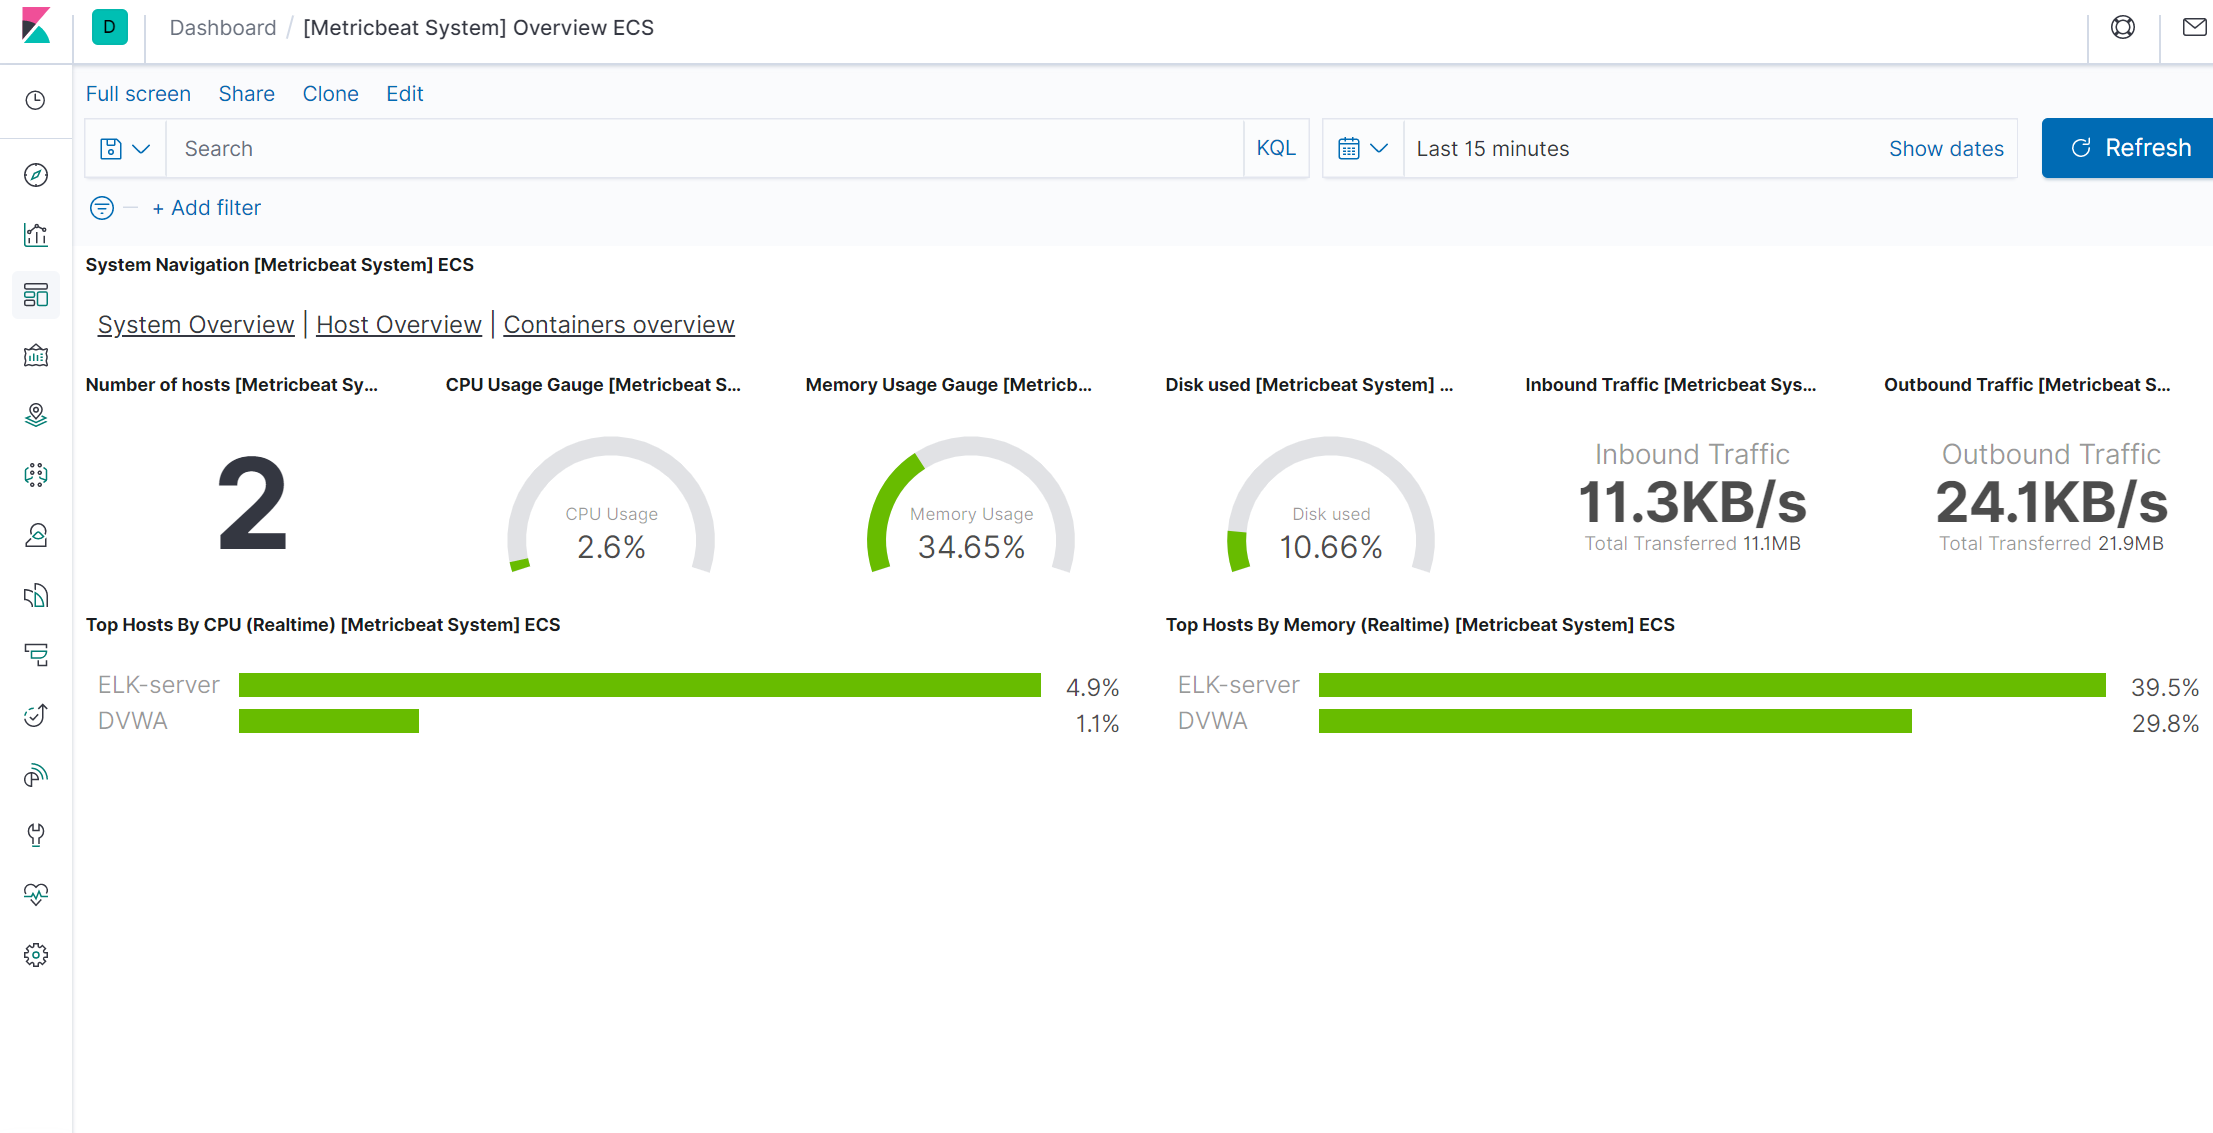 D Dashboard / [Metricbeat System] Overview ECS
Full screen Share Clone Edit
Search KQL Last 15 minutes Show dates Refresh
+ Add filter
System Navigation [Metricbeat System] ECS
System Overview | Host Overview | Containers overview
Number of hosts [Metricbeat Sy... CPU Usage Gauge [Metricbeat S... Memory Usage Gauge [Metricb... Disk used [Metricbeat System] ... Inbound Traffic [Metricbeat Sys... Outbound Traffic [Metricbeat S...
2
CPU Usage
2.6%
Memory Usage
34.65%
Disk used
10.66%
Inbound Traffic
11.3KB/s
Total Transferred 11.1MB
Outbound Traffic
24.1KB/s
Total Transferred 21.9MB
Top Hosts By CPU (Realtime) [Metricbeat System] ECS
ELK-server 4.9%
DVWA 1.1%
Top Hosts By Memory (Realtime) [Metricbeat System] ECS
ELK-server 39.5%
DVWA 29.8%